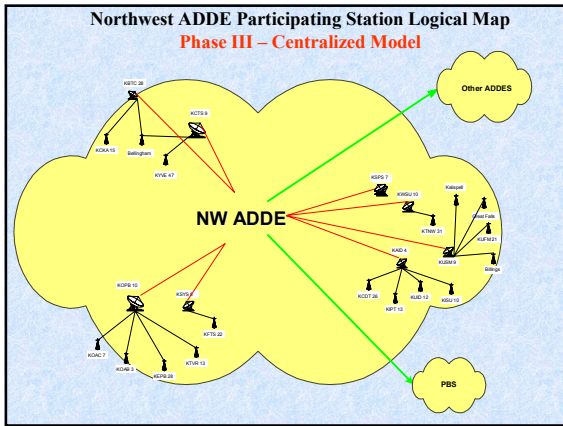 Northwest ADDE Participating Station Logical Map
Phase III – Centralized Model
KBTC 28
KCTS 9
Other ADDES
KCKA 15
Bellingham
KYVE 47
KSPS 7
KWSU 10
Kalispell
Great Falls
NW ADDE
KTNW 31
KUFM 21
KAID 4
KUSM 9
Billings
KCDT 26
KUID 12
KISU 10
KIPT 13
KOPB 10
KSYS 8
KFTS 22
KOAC 7
KOAB 3
KEPB 28
KTVR 13
PBS